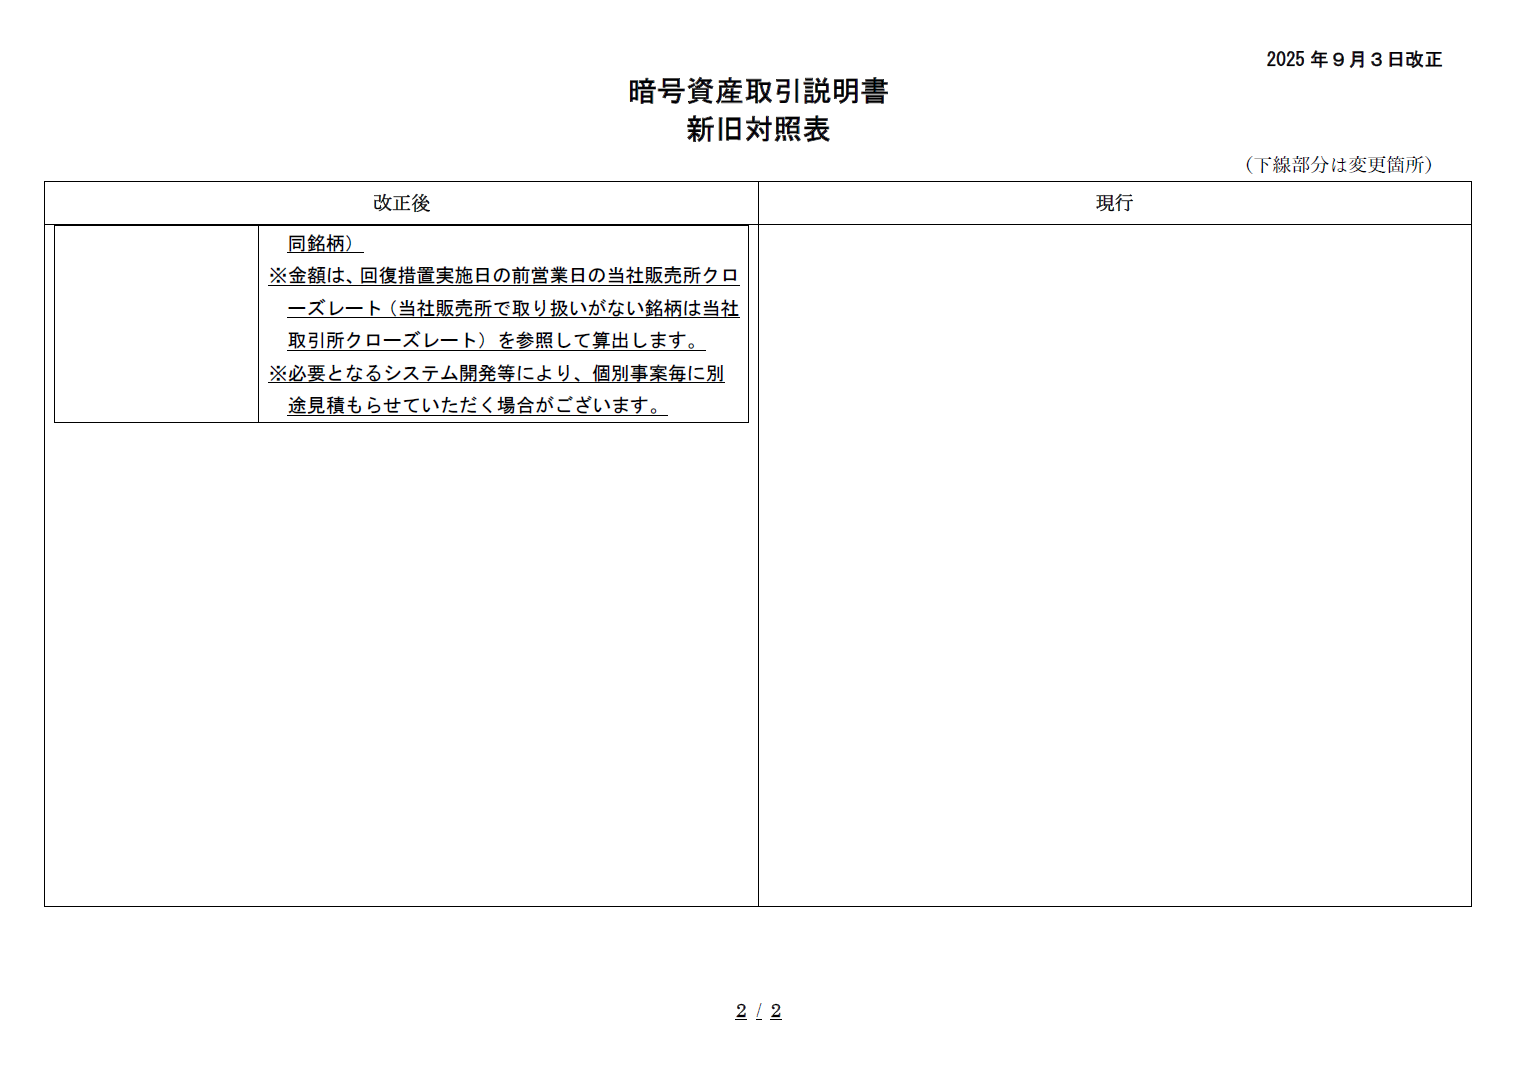 2025 年９月３日改正
暗号資産取引説明書
新旧対照表
（下線部分は変更箇所）
改正後
現行
同銘柄）
※金額は、回復措置実施日の前営業日の当社販売所クロ
ーズレート（当社販売所で取り扱いがない銘柄は当社
取引所クローズレート）を参照して算出します。
※必要となるシステム開発等により、個別事案毎に別
途見積もらせていただく場合がございます。
2 / 2